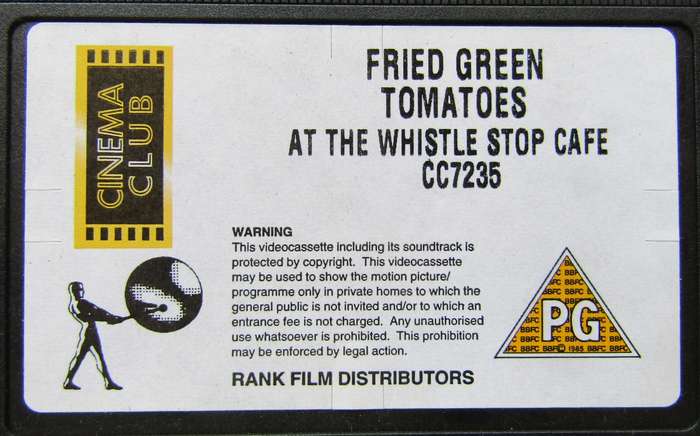 CINEMA
CLUB
FRIED GREEN
TOMATOES
AT THE WHISTLE STOP CAFE
CC7235
WARNING
This videocassette including its soundtrack is
protected by copyright. This videocassette
may be used to show the motion picture/
programme only in private homes to which the
general public is not invited and/or to which an
entrance fee is not charged. Any unauthorised
use whatsoever is prohibited. This prohibition
may be enforced by legal action.
RANK FILM DISTRIBUTORS
PG
BBFC © 1985 BBFC